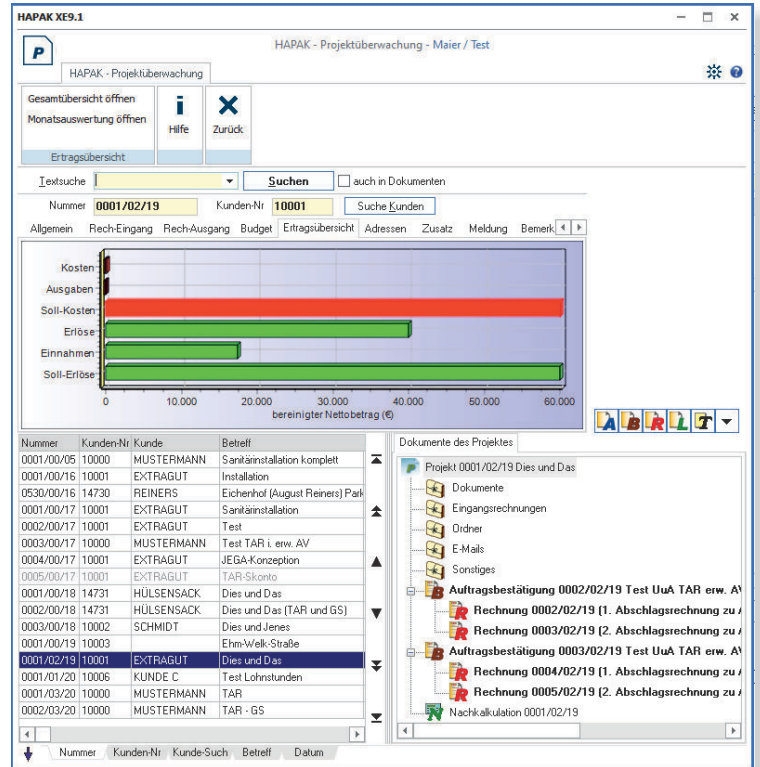 HAPAK XE9.1
HAPAK - Projektüberwachung - Maier / Test
P
HAPAK - Projektüberwachung
Gesamtübersicht öffnen
Monatsauswertung öffnen
Hilfe
Zurück
Ertragsübersicht
Textsuche
Suchen
auch in Dokumenten
Nummer 0001/02/19 Kunden-Nr 10001 Suche Kunden
Allgemein Rech-Eingang Rech-Ausgang Budget Ertragsübersicht Adressen Zusatz Meldung Bemerk
Kosten
Ausgaben
Soll-Kosten
Erlöse
Einnahmen
Soll-Erlöse
0 10.000 20.000 30.000 40.000 50.000 60.000
bereinigter Nettobetrag (€)
A B R L T
Nummer Kunden-Nr Kunde Betreff
0001/00/05 10000 MUSTERMANN Sanitärinstallation komplett
0001/00/16 10001 EXTRAGUT Installation
0530/00/16 14730 REINERS Eichenhof (August Reiners) Park
0001/00/17 10001 EXTRAGUT Sanitärinstallation
0002/00/17 10001 EXTRAGUT Test
0003/00/17 10000 MUSTERMANN Test TAR i. erw. AV
0004/00/17 10001 EXTRAGUT JEGA-Konzeption
0005/00/17 10001 EXTRAGUT TAR-Skonto
0001/00/18 14731 HÜLSENSACK Dies und Das
0002/00/18 14731 HÜLSENSACK Dies und Das (TAR und GS)
0003/00/18 10002 SCHMIDT Dies und Jenes
0001/00/19 10003 Ehm-Welk-Straße
0001/02/19 10001 EXTRAGUT Dies und Das
0001/01/20 10006 KUNDE C Test Lohnstunden
0001/03/20 10000 MUSTERMANN TAR
0002/03/20 10000 MUSTERMANN TAR - GS
Nummer Kunden-Nr Kunde-Such Betreff Datum
Dokumente des Projektes
Projekt 0001/02/19 Dies und Das
Dokumente
Eingangsrechnungen
Ordner
E-Mails
Sonstiges
Auftragsbestätigung 0002/02/19 Test UuA TAR erw. AV
Rechnung 0002/02/19 (1. Abschlagsrechnung zu
Rechnung 0003/02/19 (2. Abschlagsrechnung zu
Auftragsbestätigung 0003/02/19 Test UuA TAR erw. AV
Rechnung 0004/02/19 (1. Abschlagsrechnung zu
Rechnung 0005/02/19 (2. Abschlagsrechnung zu
Nachkalkulation 0001/02/19